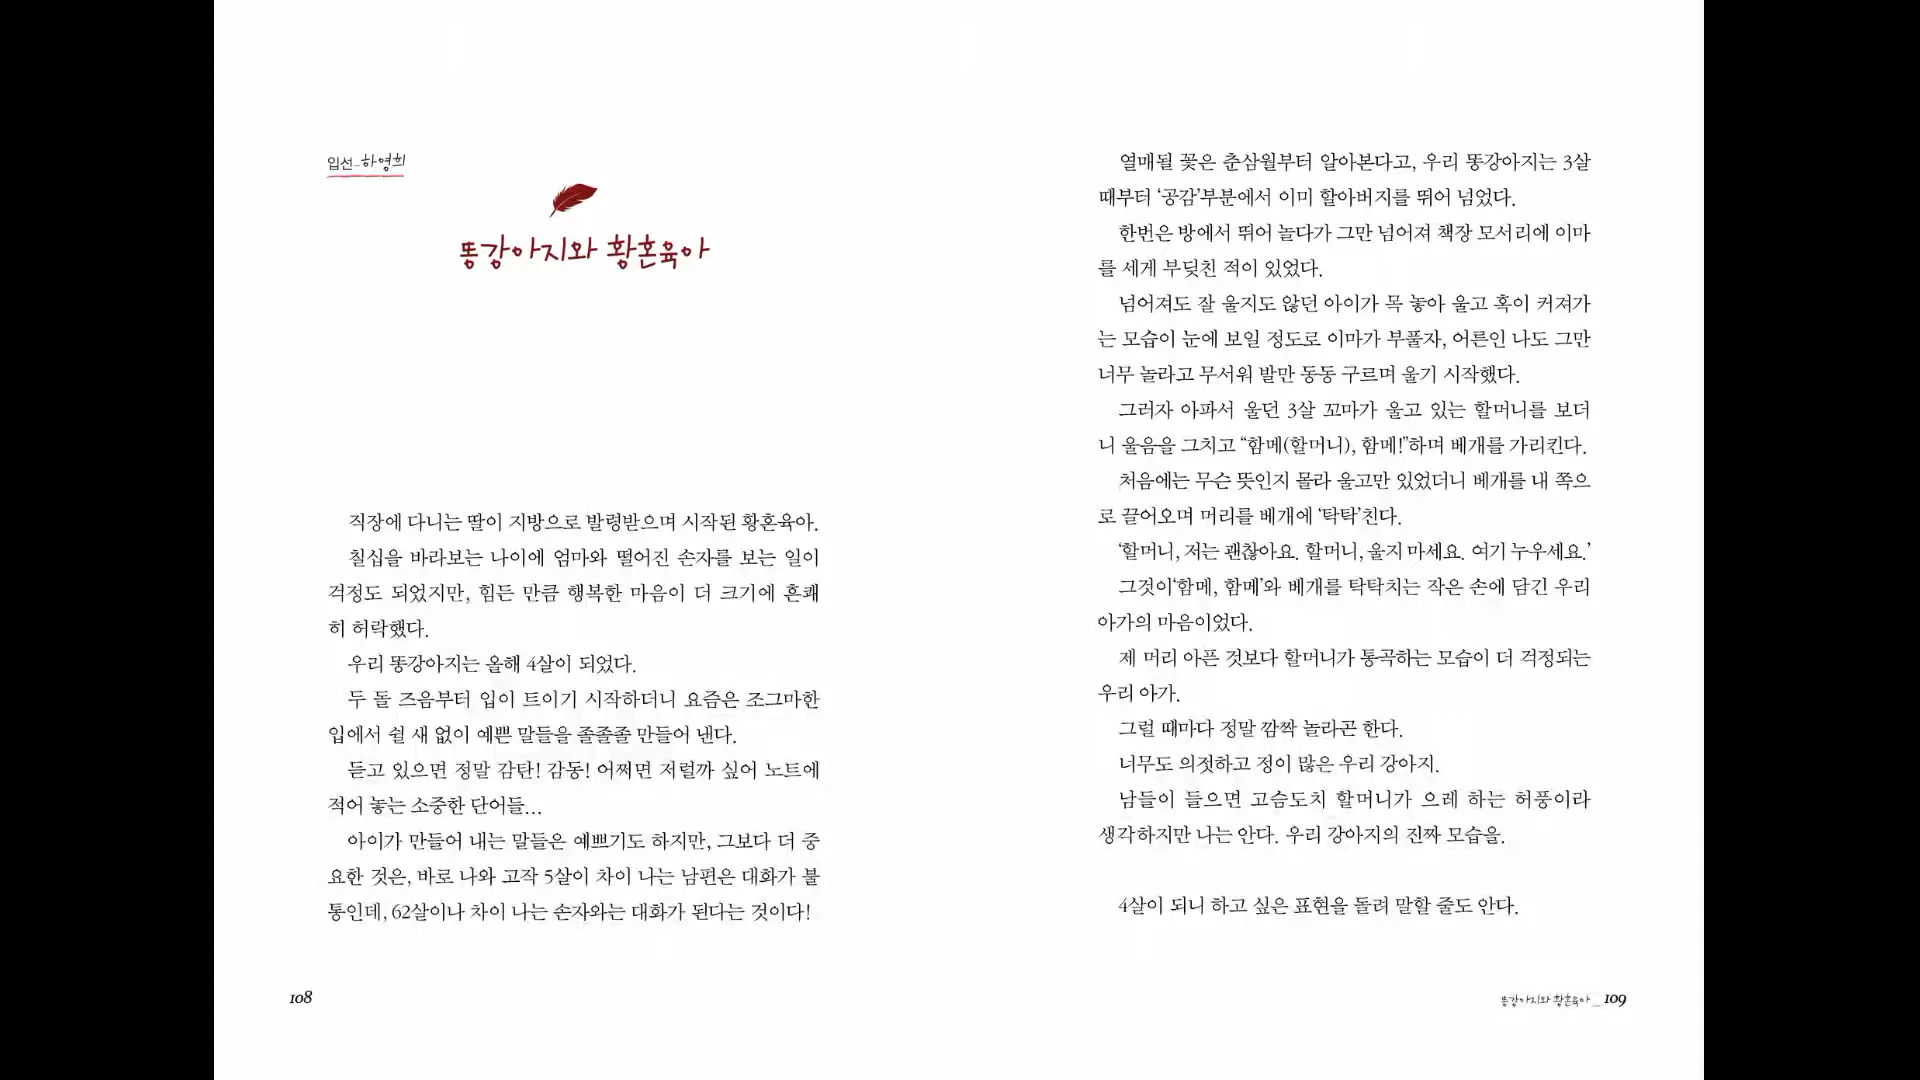 입선_하영희
똥강아지와 황혼육아
직장에 다니는 딸이 지방으로 발령받으며 시작된 황혼육아.
칠십을 바라보는 나이에 엄마와 떨어진 손자를 보는 일이
걱정도 되었지만, 힘든 만큼 행복한 마음이 더 크기에 흔쾌
히 허락했다.
우리 똥강아지는 올해 4살이 되었다.
두 돌 즈음부터 입이 트이기 시작하더니 요즘은 조그마한
입에서 쉴 새 없이 예쁜 말들을 졸졸졸 만들어 낸다.
듣고 있으면 정말 감탄! 감동! 어쩌면 저럴까 싶어 노트에
적어 놓는 소중한 단어들…
아이가 만들어 내는 말들은 예쁘기도 하지만, 그보다 더 중
요한 것은, 바로 나와 고작 5살이 차이 나는 남편은 대화가 불
통인데, 62살이나 차이 나는 손자와는 대화가 된다는 것이다!
108
열매될 꽃은 춘삼월부터 알아본다고, 우리 똥강아지는 3살
때부터 ‘공감’부분에서 이미 할아버지를 뛰어 넘었다.
한번은 방에서 뛰어 놀다가 그만 넘어져 책장 모서리에 이마
를 세게 부딪친 적이 있었다.
넘어져도 잘 울지도 않던 아이가 목 놓아 울고 혹이 커져가
는 모습이 눈에 보일 정도로 이마가 부풀자, 어른인 나도 그만
너무 놀라고 무서워 발만 동동 구르며 울기 시작했다.
그러자 아파서 울던 3살 꼬마가 울고 있는 할머니를 보더
니 울음을 그치고 “함메(할머니), 함메!”하며 베개를 가리킨다.
처음에는 무슨 뜻인지 몰라 울고만 있었더니 베개를 내 쪽으
로 끌어오며 머리를 베개에 ‘탁탁’친다.
‘할머니, 저는 괜찮아요. 할머니, 울지 마세요. 여기 누우세요.’
그것이‘함메, 함메’와 베개를 탁탁치는 작은 손에 담긴 우리
아가의 마음이었다.
제 머리 아픈 것보다 할머니가 통곡하는 모습이 더 걱정되는
우리 아가.
그럴 때마다 정말 깜짝 놀라곤 한다.
너무도 의젓하고 정이 많은 우리 강아지.
남들이 들으면 고슴도치 할머니가 으레 하는 허풍이라
생각하지만 나는 안다. 우리 강아지의 진짜 모습을.
4살이 되니 하고 싶은 표현을 돌려 말할 줄도 안다.
똥강아지와 황혼육아 _ 109